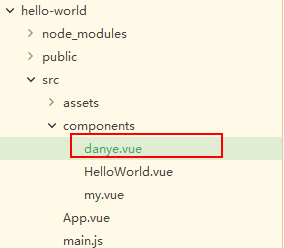 hello-world
node_modules
public
src
assets
components
danye.vue
HelloWorld.vue
my.vue
App.vue
main.js